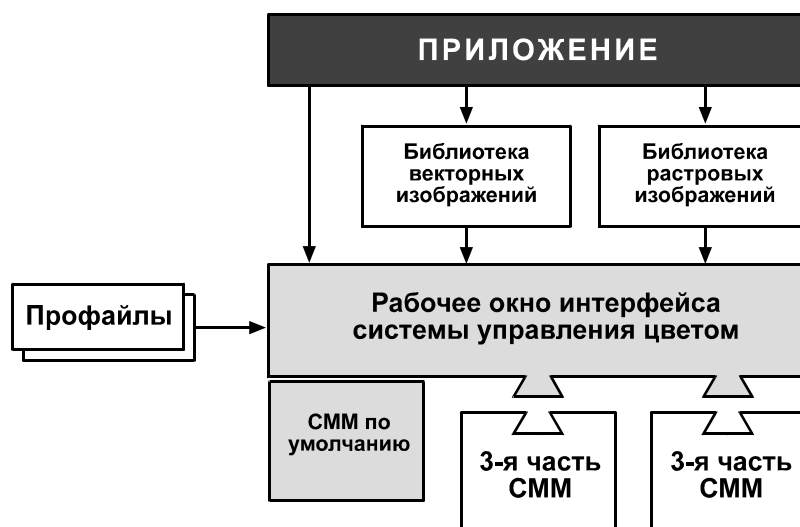 ПРИЛОЖЕНИЕ
Библиотека
векторных
изображений
Библиотека
растровых
изображений
Профайлы
Рабочее окно интерфейса
системы управления цветом
СММ по
умолчанию
3-я часть
СММ
3-я часть
СММ